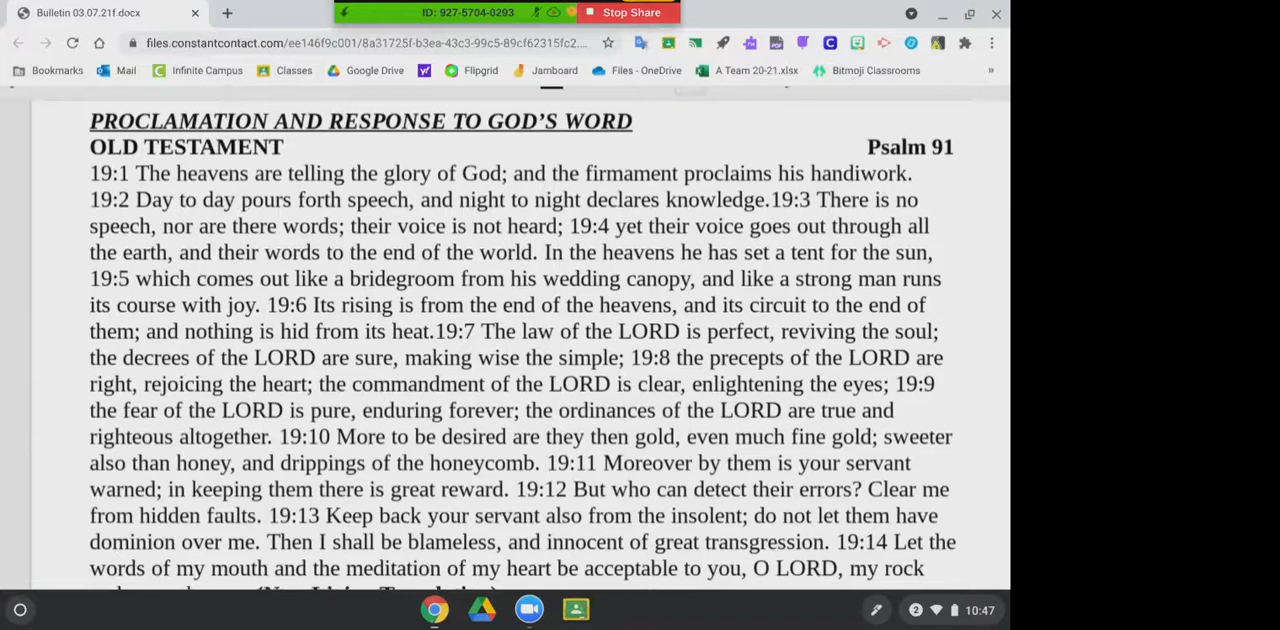 Bulletin 03.07.21f.docx
ID: 927-5704-0293
Stop Share
files.constantcontact.com/ee146f9c001/8a31725f-b3ea-43c3-99c5-89cf62315fc2...
Bookmarks Mail Infinite Campus Classes Google Drive Flipgrid Jamboard Files - OneDrive A Team 20-21.xlsx Bitmoji Classrooms »
PROCLAMATION AND RESPONSE TO GOD'S WORD
OLD TESTAMENT Psalm 91
19:1 The heavens are telling the glory of God; and the firmament proclaims his handiwork.
19:2 Day to day pours forth speech, and night to night declares knowledge.19:3 There is no
speech, nor are there words; their voice is not heard; 19:4 yet their voice goes out through all
the earth, and their words to the end of the world. In the heavens he has set a tent for the sun,
19:5 which comes out like a bridegroom from his wedding canopy, and like a strong man runs
its course with joy. 19:6 Its rising is from the end of the heavens, and its circuit to the end of
them; and nothing is hid from its heat.19:7 The law of the LORD is perfect, reviving the soul;
the decrees of the LORD are sure, making wise the simple; 19:8 the precepts of the LORD are
right, rejoicing the heart; the commandment of the LORD is clear, enlightening the eyes; 19:9
the fear of the LORD is pure, enduring forever; the ordinances of the LORD are true and
righteous altogether. 19:10 More to be desired are they then gold, even much fine gold; sweeter
also than honey, and drippings of the honeycomb. 19:11 Moreover by them is your servant
warned; in keeping them there is great reward. 19:12 But who can detect their errors? Clear me
from hidden faults. 19:13 Keep back your servant also from the insolent; do not let them have
dominion over me. Then I shall be blameless, and innocent of great transgression. 19:14 Let the
words of my mouth and the meditation of my heart be acceptable to you, O LORD, my rock
2 10:47